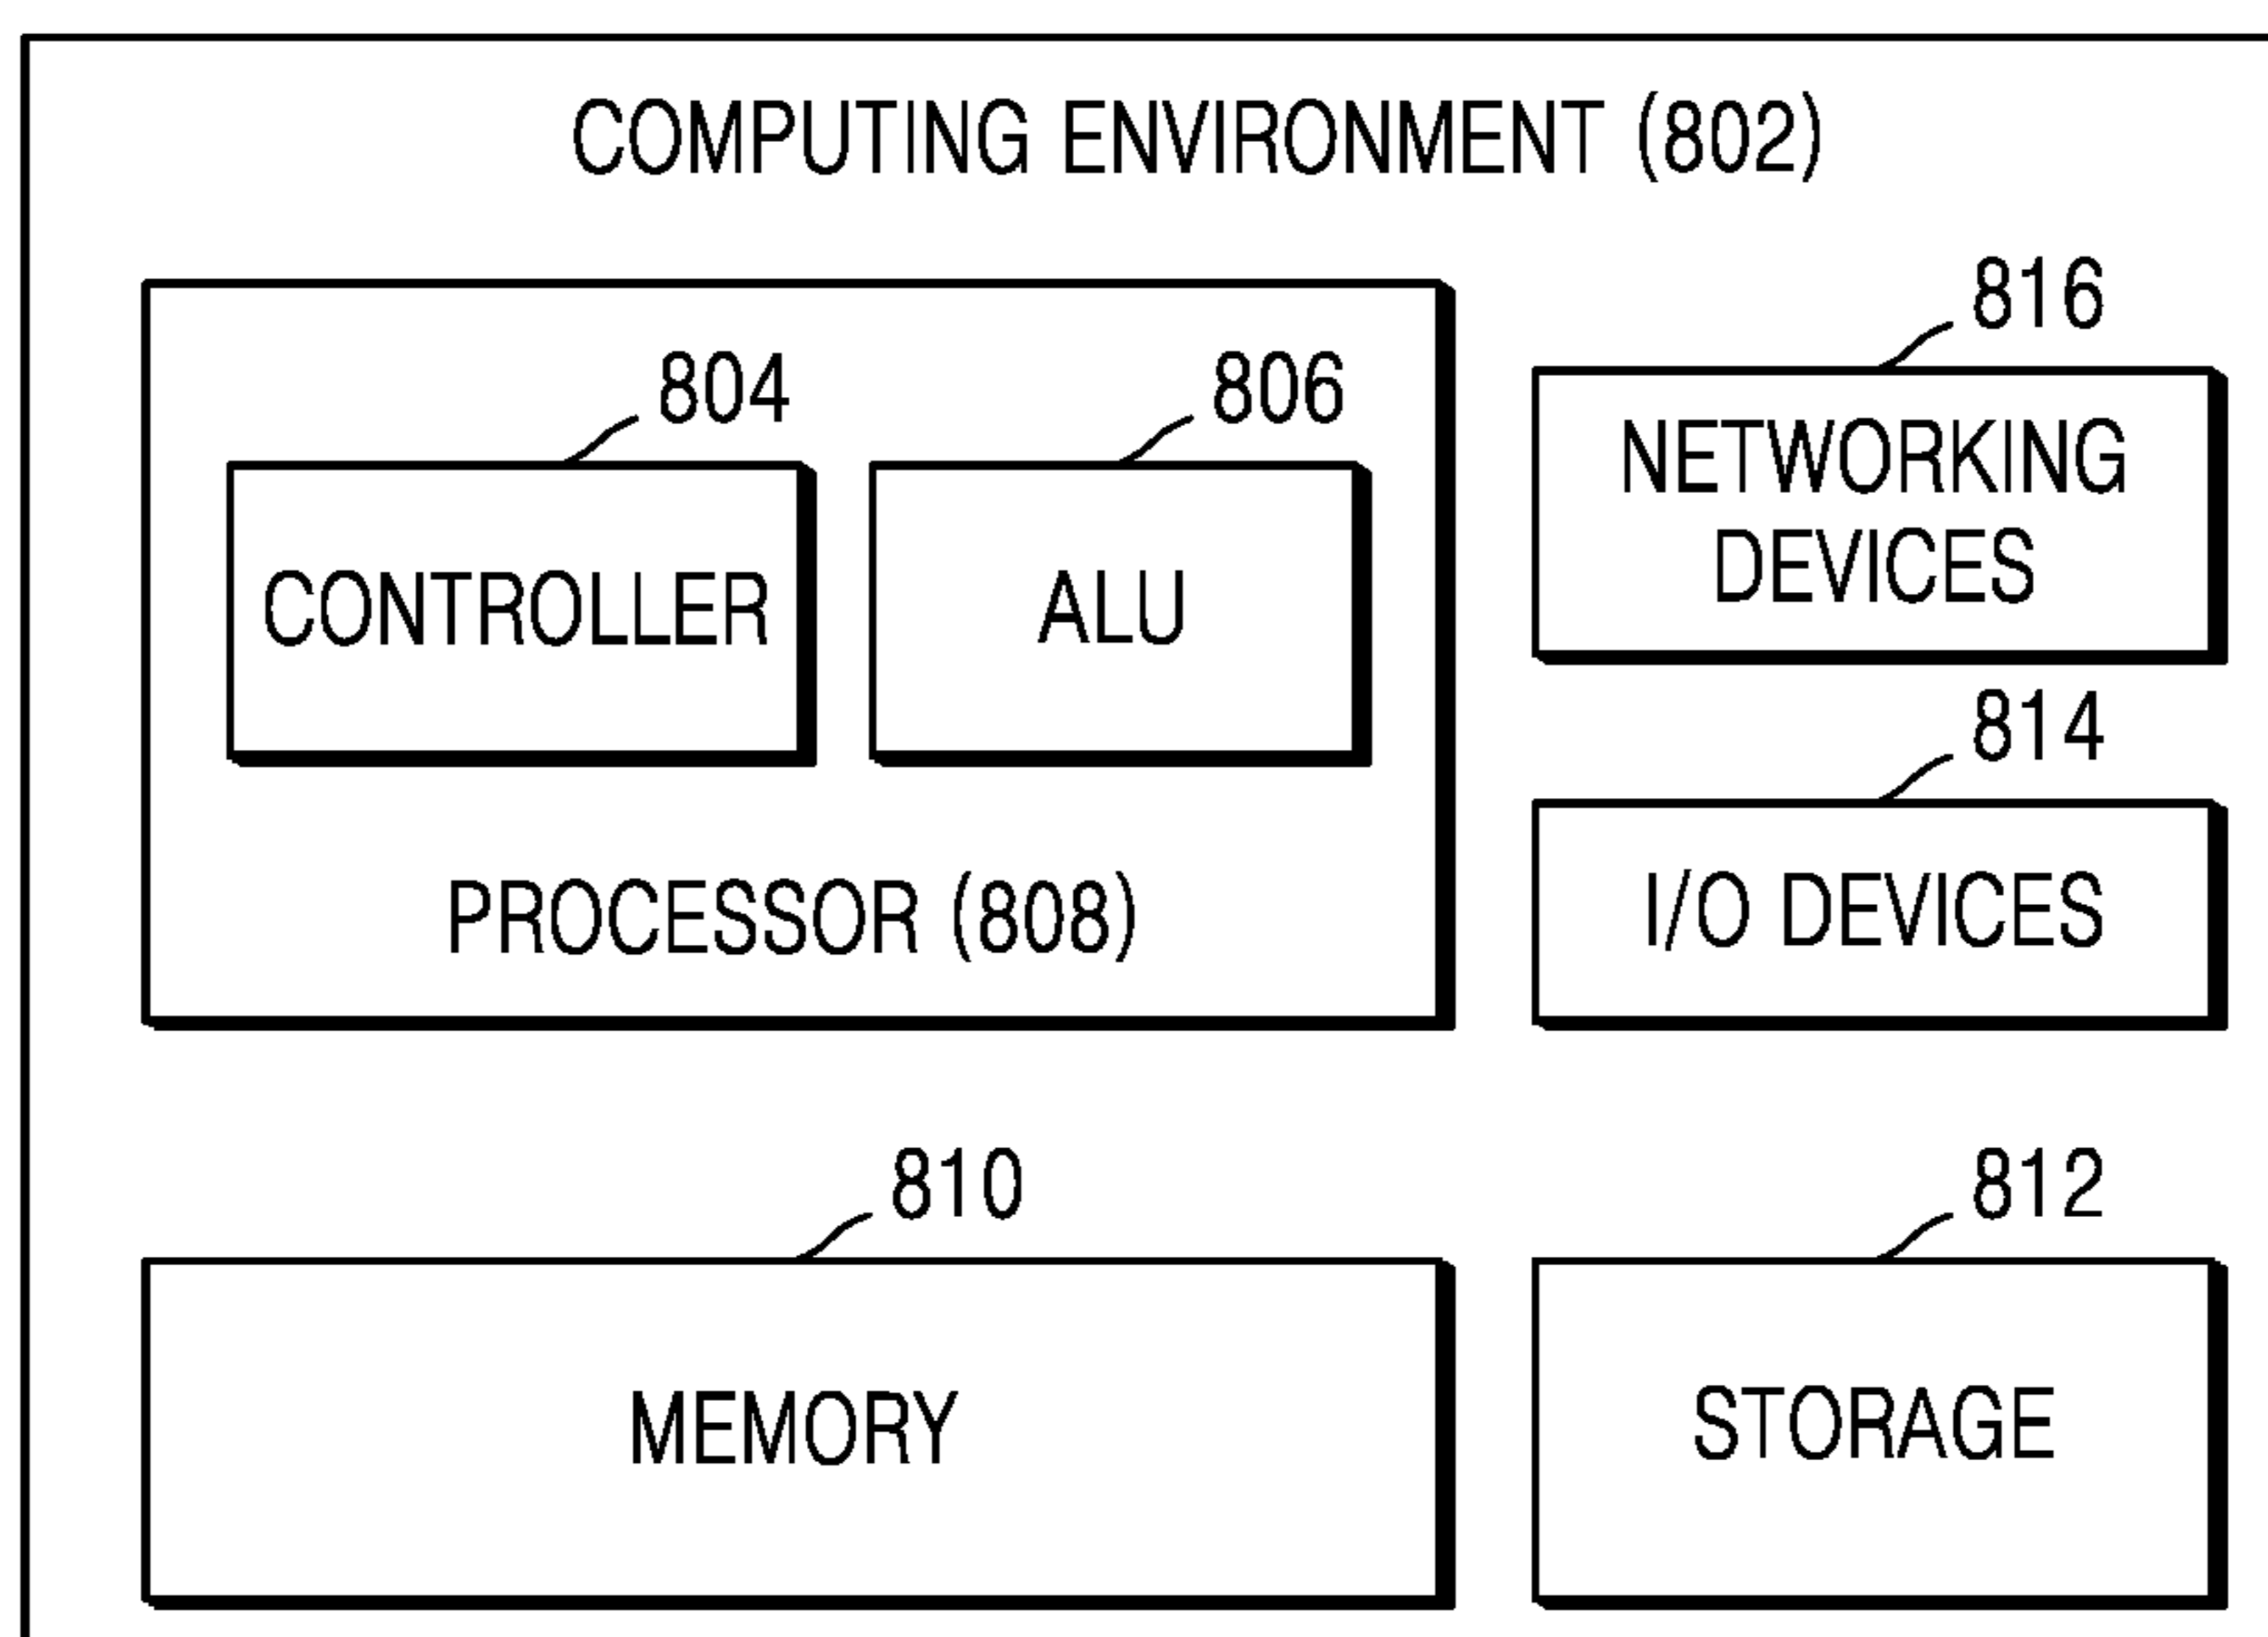 COMPUTING ENVIRONMENT (802)
804
806
CONTROLLER
ALU
PROCESSOR (808)
816
NETWORKING
DEVICES
814
I/O DEVICES
810
MEMORY
812
STORAGE